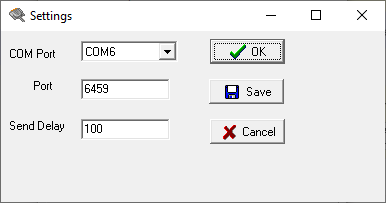 Settings
COM Port COM6 OK
Port 6459 Save
Send Delay 100 Cancel